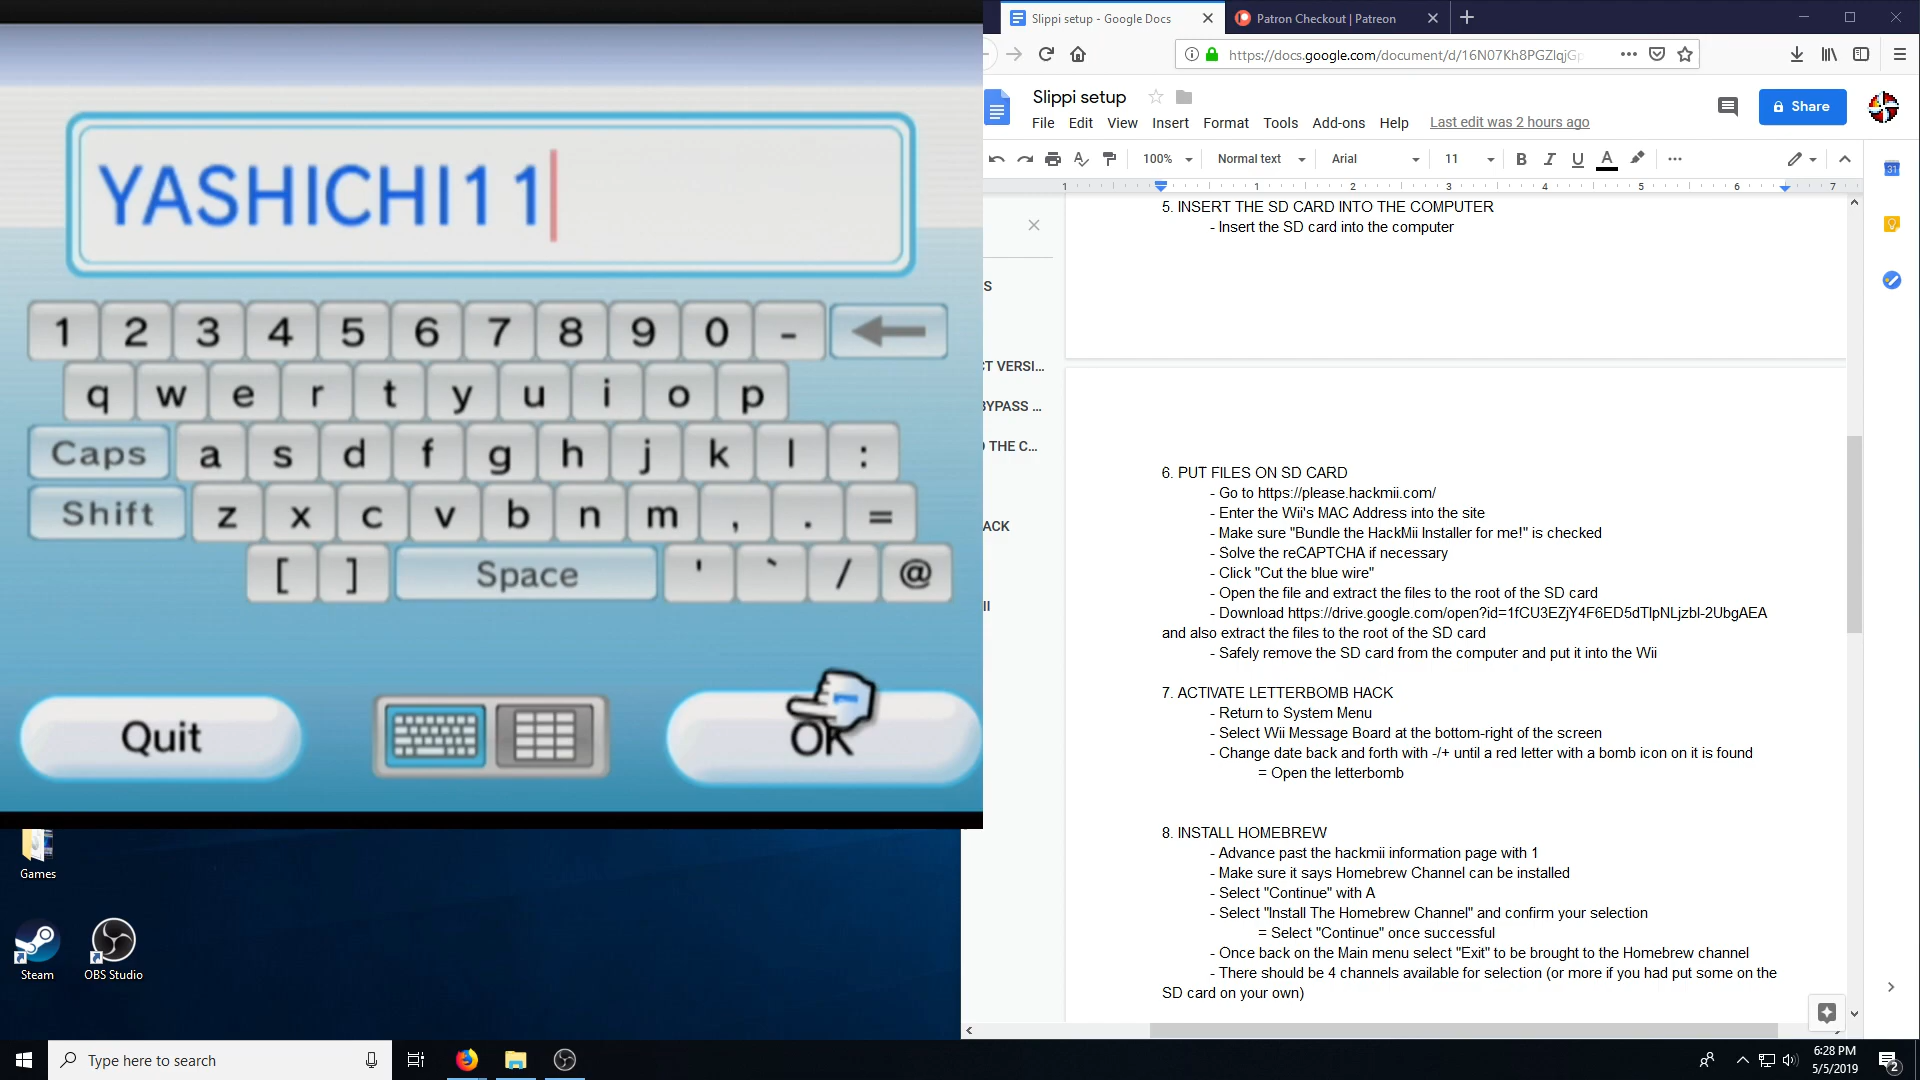 YASHICHI11
1 2 3 4 5 6 7 8 9 0 -
q w e r t y u i o p
Caps a s d f g h j k l :
Shift z x c v b n m , . =
[ ] Space ' ` / @
Quit
OK
Games
Steam
OBS Studio
Slippi setup - Google Docs
Patron Checkout | Patreon
https://docs.google.com/document/d/16N07Kh8PGZlqjGp
Slippi setup
Share
File Edit View Insert Format Tools Add-ons Help Last edit was 2 hours ago
100% Normal text Arial 11 B I U A
1 1 2 3 4 5 6 7
31
S
CT VERSI...
BYPASS ...
O THE C...
ACK
II
5. INSERT THE SD CARD INTO THE COMPUTER
- Insert the SD card into the computer
6. PUT FILES ON SD CARD
- Go to https://please.hackmii.com/
- Enter the Wii's MAC Address into the site
- Make sure "Bundle the HackMii Installer for me!" is checked
- Solve the reCAPTCHA if necessary
- Click "Cut the blue wire"
- Open the file and extract the files to the root of the SD card
- Download https://drive.google.com/open?id=1fCU3EZjY4F6ED5dTlpNLjzbl-2UbgAEA
and also extract the files to the root of the SD card
- Safely remove the SD card from the computer and put it into the Wii
7. ACTIVATE LETTERBOMB HACK
- Return to System Menu
- Select Wii Message Board at the bottom-right of the screen
- Change date back and forth with -/+ until a red letter with a bomb icon on it is found
= Open the letterbomb
8. INSTALL HOMEBREW
- Advance past the hackmii information page with 1
- Make sure it says Homebrew Channel can be installed
- Select "Continue" with A
- Select "Install The Homebrew Channel" and confirm your selection
= Select "Continue" once successful
- Once back on the Main menu select "Exit" to be brought to the Homebrew channel
- There should be 4 channels available for selection (or more if you had put some on the
SD card on your own)
Type here to search
6:28 PM
5/5/2019
2